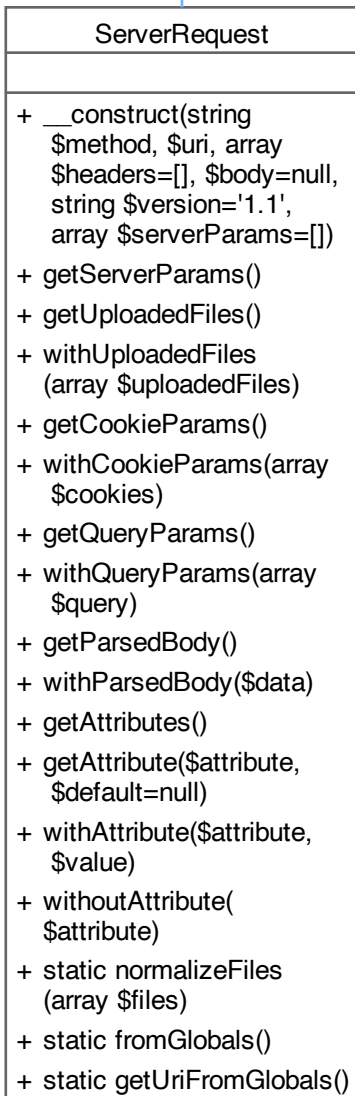 ServerRequest
+ __construct(string
$method, $uri, array
$headers=[], $body=null,
string $version='1.1',
array $serverParams=[])
+ getServerParams()
+ getUploadedFiles()
+ withUploadedFiles
(array $uploadedFiles)
+ getCookieParams()
+ withCookieParams(array
$cookies)
+ getQueryParams()
+ withQueryParams(array
$query)
+ getParsedBody()
+ withParsedBody($data)
+ getAttributes()
+ getAttribute($attribute,
$default=null)
+ withAttribute($attribute,
$value)
+ withoutAttribute(
$attribute)
+ static normalizeFiles
(array $files)
+ static fromGlobals()
+ static getUriFromGlobals()